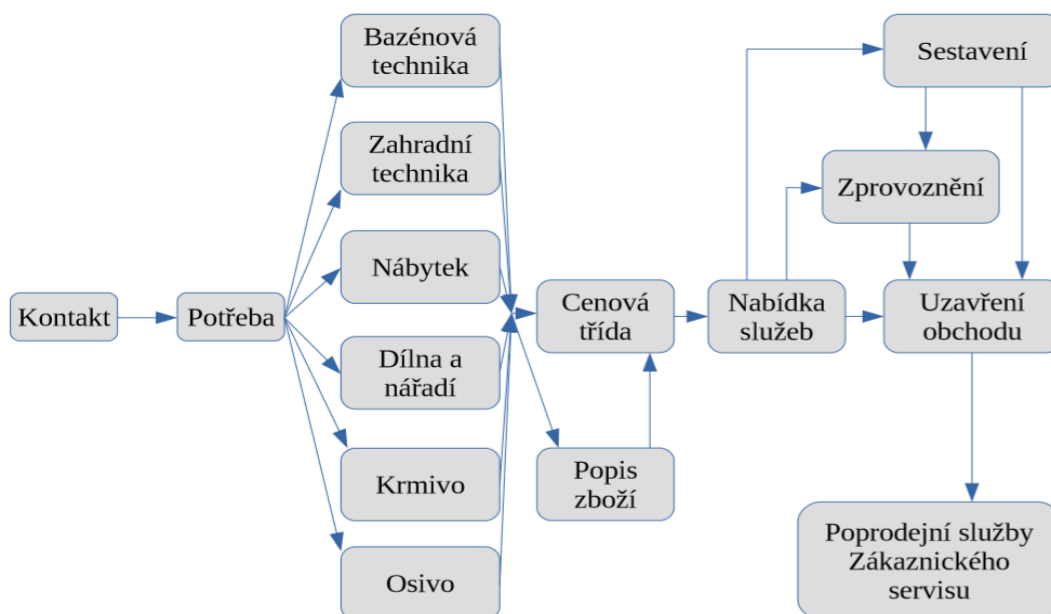 Kontakt
Potřeba
Bazénová
technika
Zahradní
technika
Nábytek
Dílna a
nářadí
Krmivo
Osivo
Cenová
třída
Popis
zboží
Nabídka
služeb
Sestavení
Zprovoznění
Uzavření
obchodu
Poprodejní služby
Zákaznického
servisu